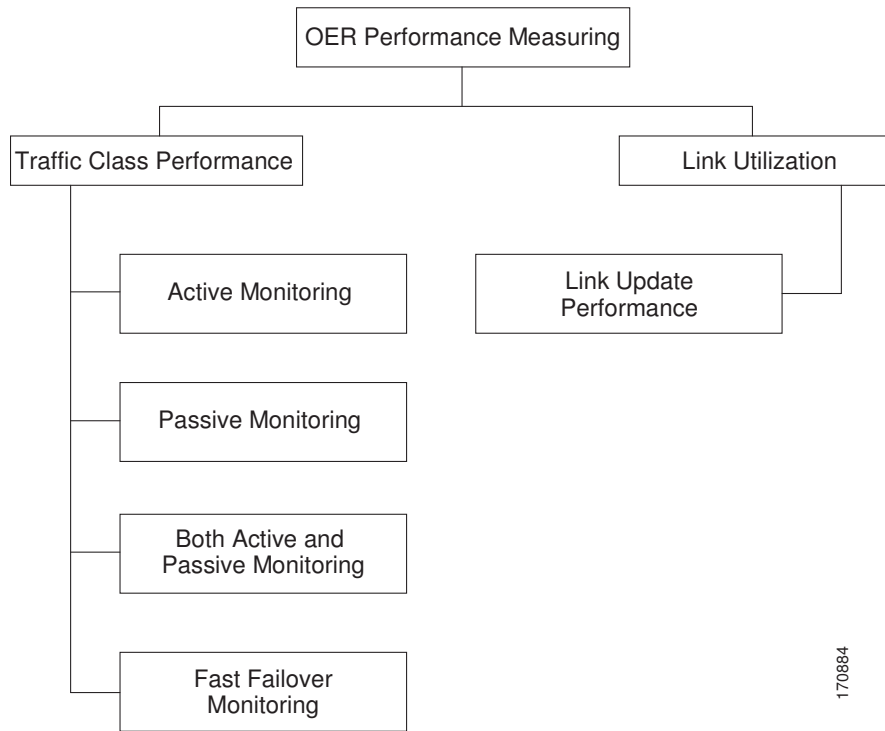 OER Performance Measuring
Traffic Class Performance
Link Utilization
Active Monitoring
Link Update
Performance
Passive Monitoring
Both Active and
Passive Monitoring
Fast Failover
Monitoring
170884